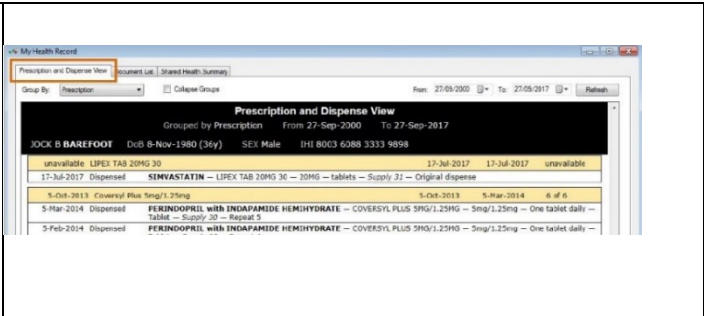 My Health Record
Prescription and Dispense View Document List Shared Health Summary
Group By: Prescription Collapse Groups From: 27/09/2000 To: 27/09/2017 Refresh
Prescription and Dispense View
Grouped by Prescription From 27-Sep-2000 To 27-Sep-2017
JOCK B BAREFOOT DoB 8-Nov-1980 (36y) SEX Male IHI 8003 6088 3333 9898
unavailable LIPEX TAB 20MG 30 17-Jul-2017 17-Jul-2017 unavailable
17-Jul-2017 Dispensed SIMVASTATIN — LIPEX TAB 20MG 30 — 20MG — tablets — Supply 31 — Original dispense
5-Oct-2013 Coversyl Plus 5mg/1.25mg 5-Oct-2013 5-Mar-2014 6 of 6
5-Mar-2014 Dispensed PERINDOPRIL with INDAPAMIDE HEMIHYDRATE — COVERSYL PLUS 5MG/1.25MG — 5mg/1.25mg — One tablet daily —
Tablet — Supply 30 — Repeat 5
5-Feb-2014 Dispensed PERINDOPRIL with INDAPAMIDE HEMIHYDRATE — COVERSYL PLUS 5MG/1.25MG — 5mg/1.25mg — One tablet daily —